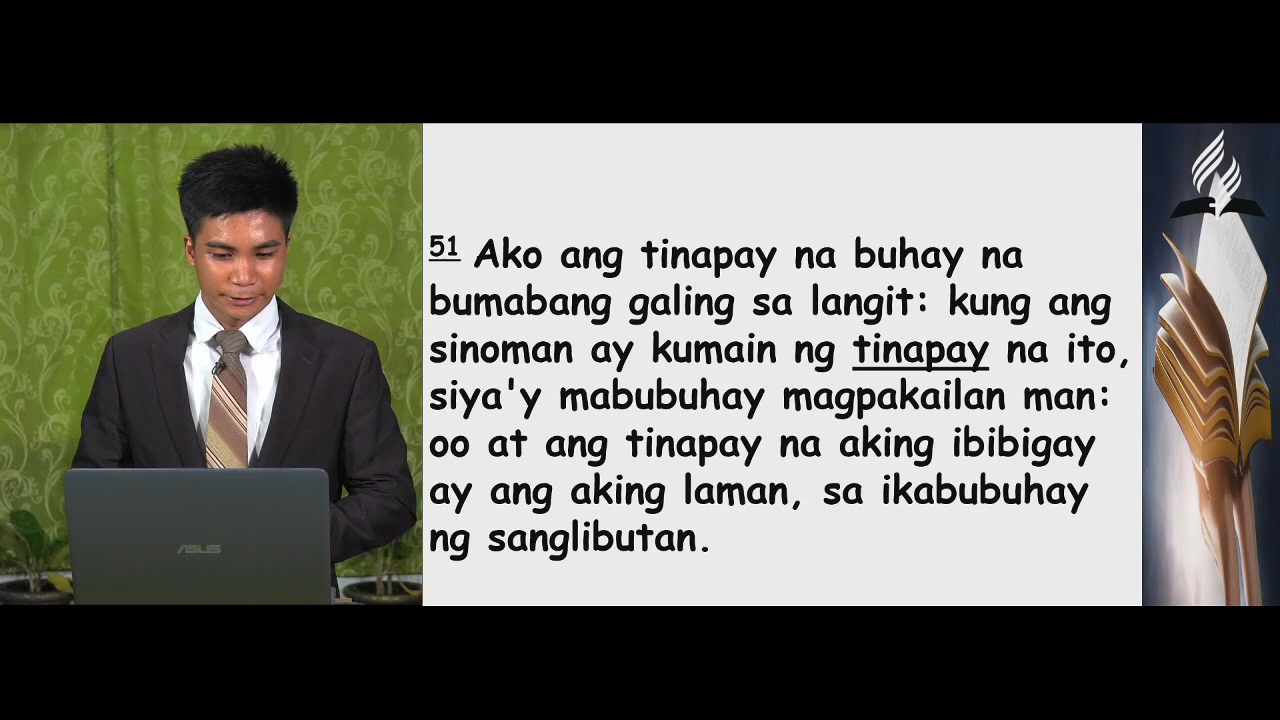 51 Ako ang tinapay na buhay na
bumabang galing sa langit: kung ang
sinoman ay kumain ng tinapay na ito,
siya'y mabubuhay magpakailan man:
oo at ang tinapay na aking ibibigay
ay ang aking laman, sa ikabubuhay
ng sanglibutan.
ASUS